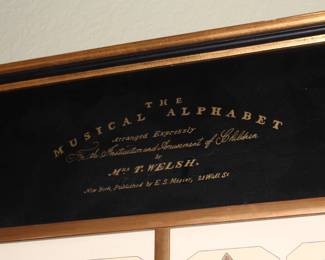 THE
MUSICAL ALPHABET
Arranged Expressly
For the Instruction and Amusement of Children
by
Mrs T. WELSH.
New York, Published by E. S. Mesier, 28 Wall St